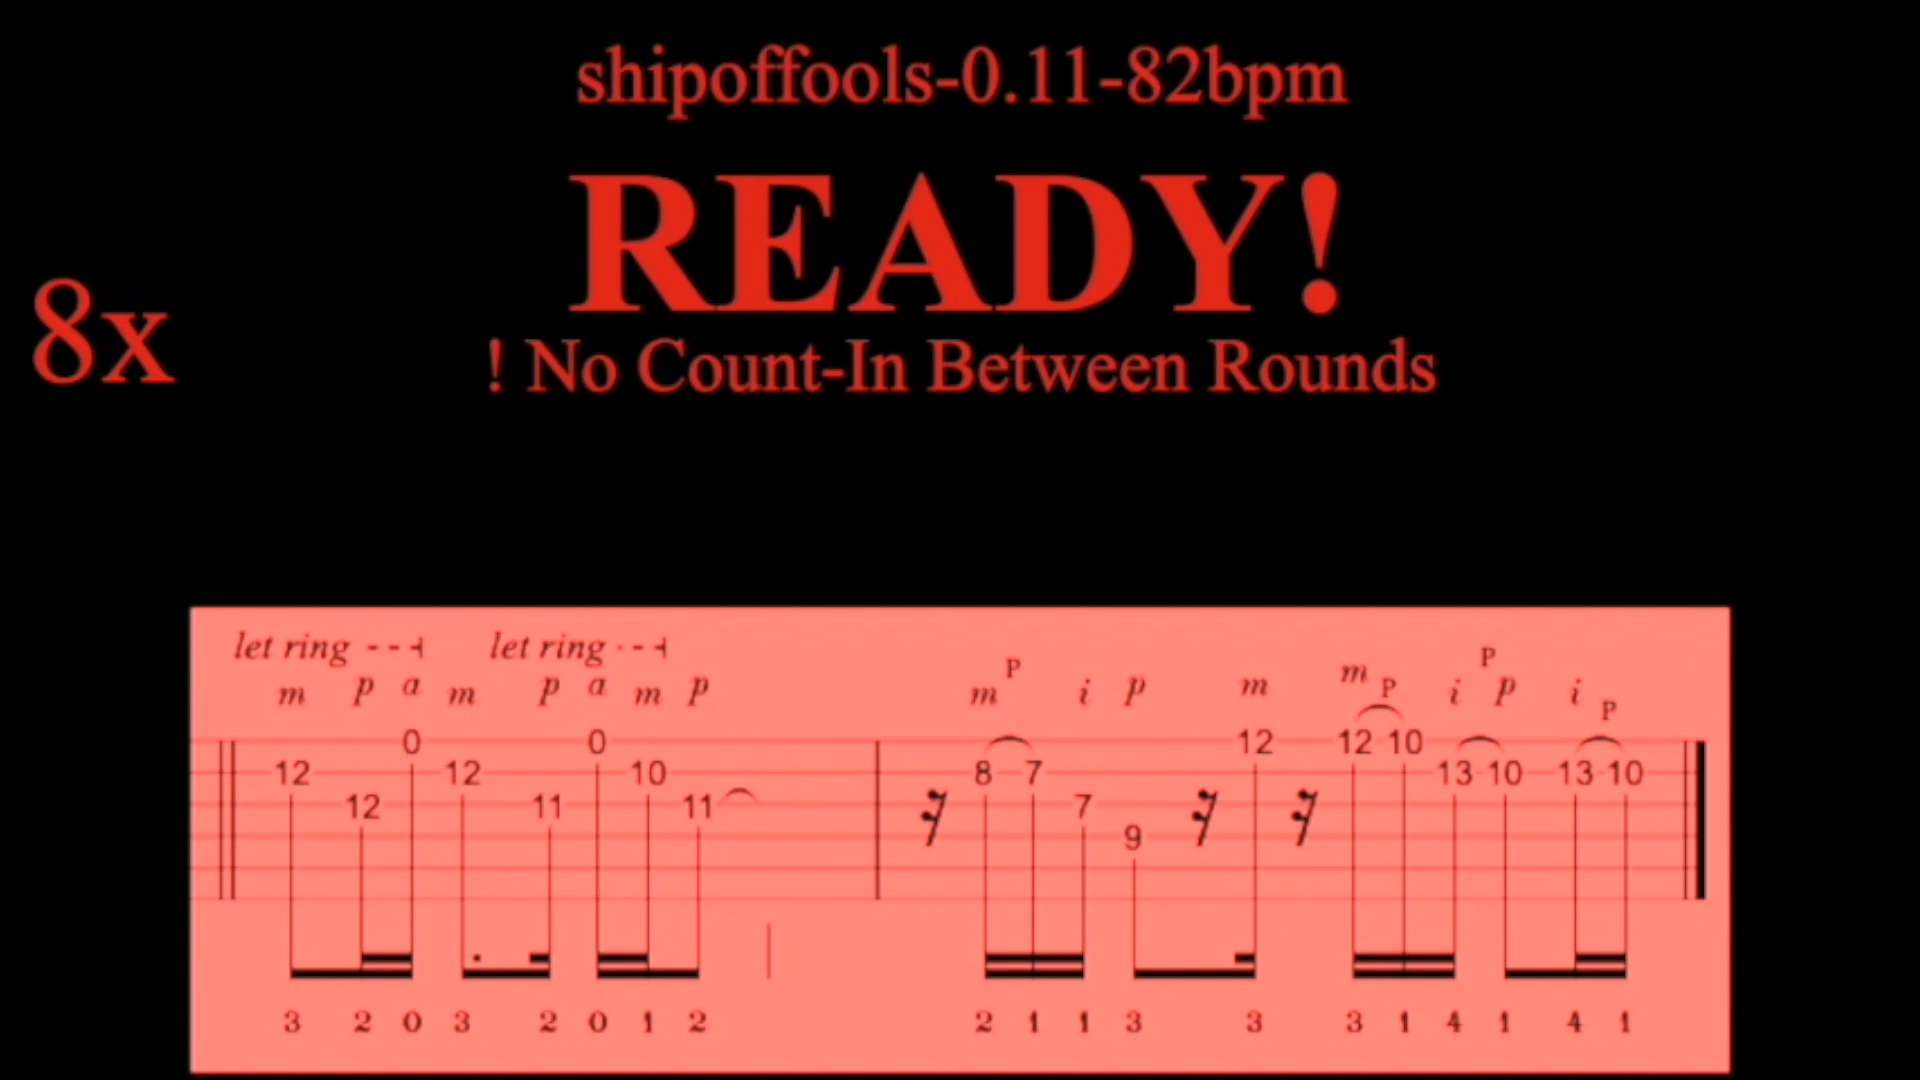 shipoffools-0.11-82bpm
READY!
8x
! No Count-In Between Rounds
let ring - - -| let ring - - -|
P
m p a m p a m p m P i p m m P i p i P
0 0 12 12 10
12 12 10 8 7 13 10 13 10
12 11 11 7
9
3 2 0 3 2 0 1 2 2 1 1 3 3 3 1 4 1 4 1